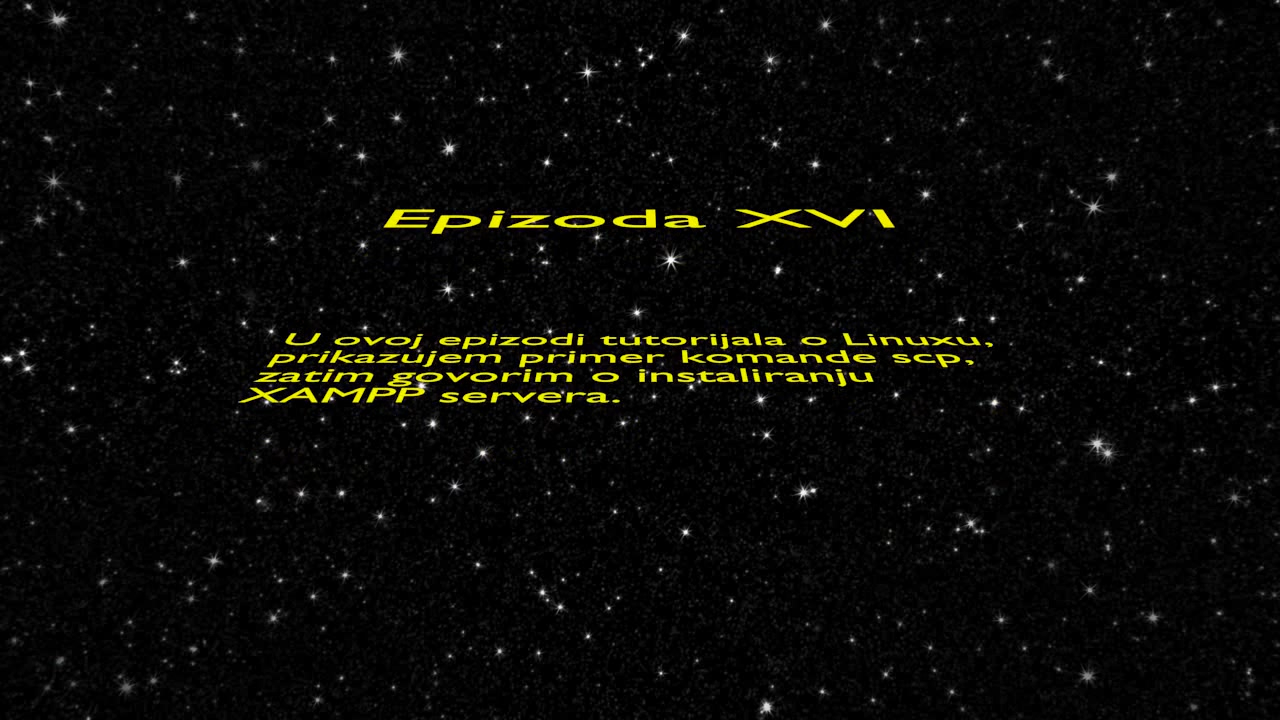 Epizoda XVI
U ovoj epizodi tutorijala o Linuxu,
prikazujem primer komande scp,
zatim govorim o instaliranju
XAMPP servera.